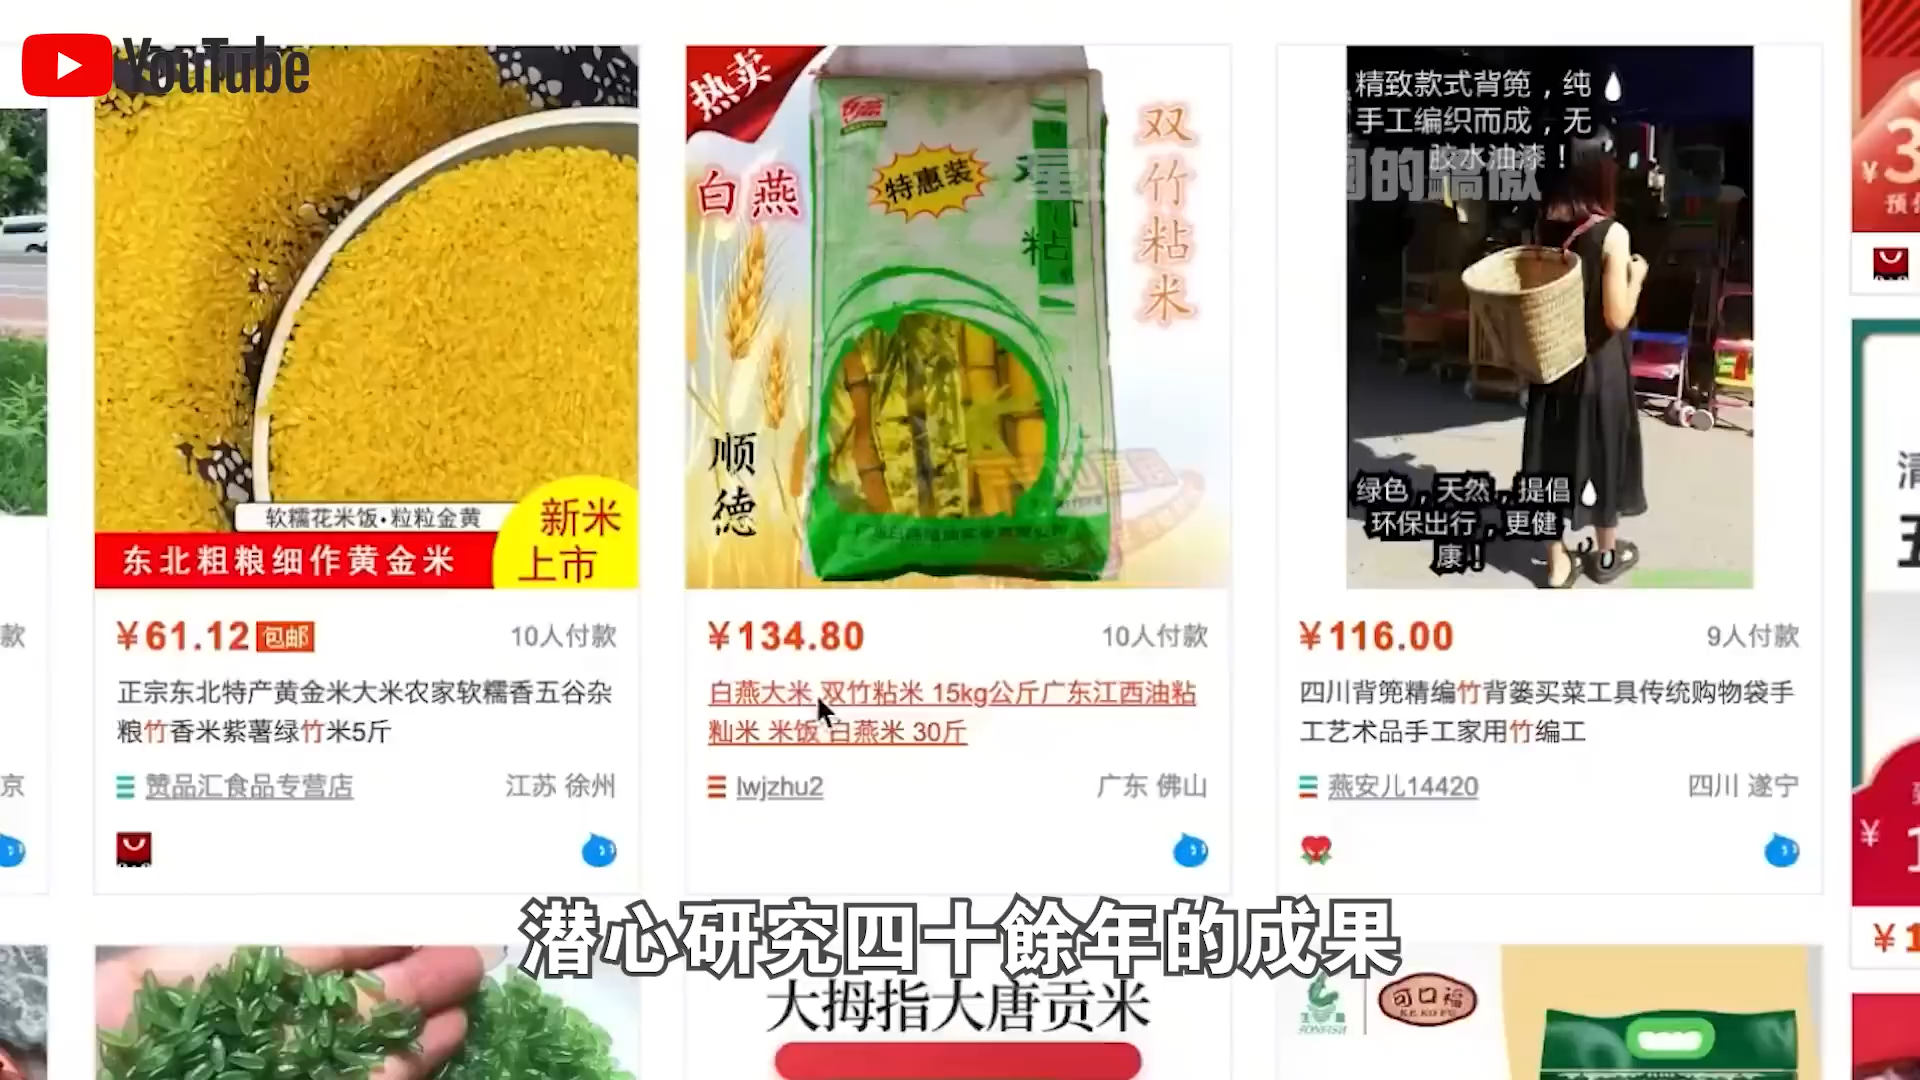 YouTube
软糯花米饭·粒粒金黄
新米
上市
东北粗粮细作黄金米
¥61.12 包邮
10人付款
正宗东北特产黄金米大米农家软糯香五谷杂
粮竹香米紫薯绿竹米5斤
赞品汇食品专营店
江苏 徐州
热卖
白燕
特惠装
双竹粘米
顺德
¥134.80
10人付款
白燕大米 双竹粘米 15kg公斤广东江西油粘
籼米 米饭 白燕米 30斤
lwjzhu2
广东 佛山
精致款式背篼，纯
手工编织而成，无
胶水油漆！
的驕傲
绿色，天然，提倡
环保出行，更健
康！
¥116.00
9人付款
四川背篼精编竹背篓买菜工具传统购物袋手
工艺术品手工家用竹编工
燕安儿14420
四川 遂宁
款
京
潜心研究四十餘年的成果
大拇指大唐贡米
可口福
¥3
¥1
¥1